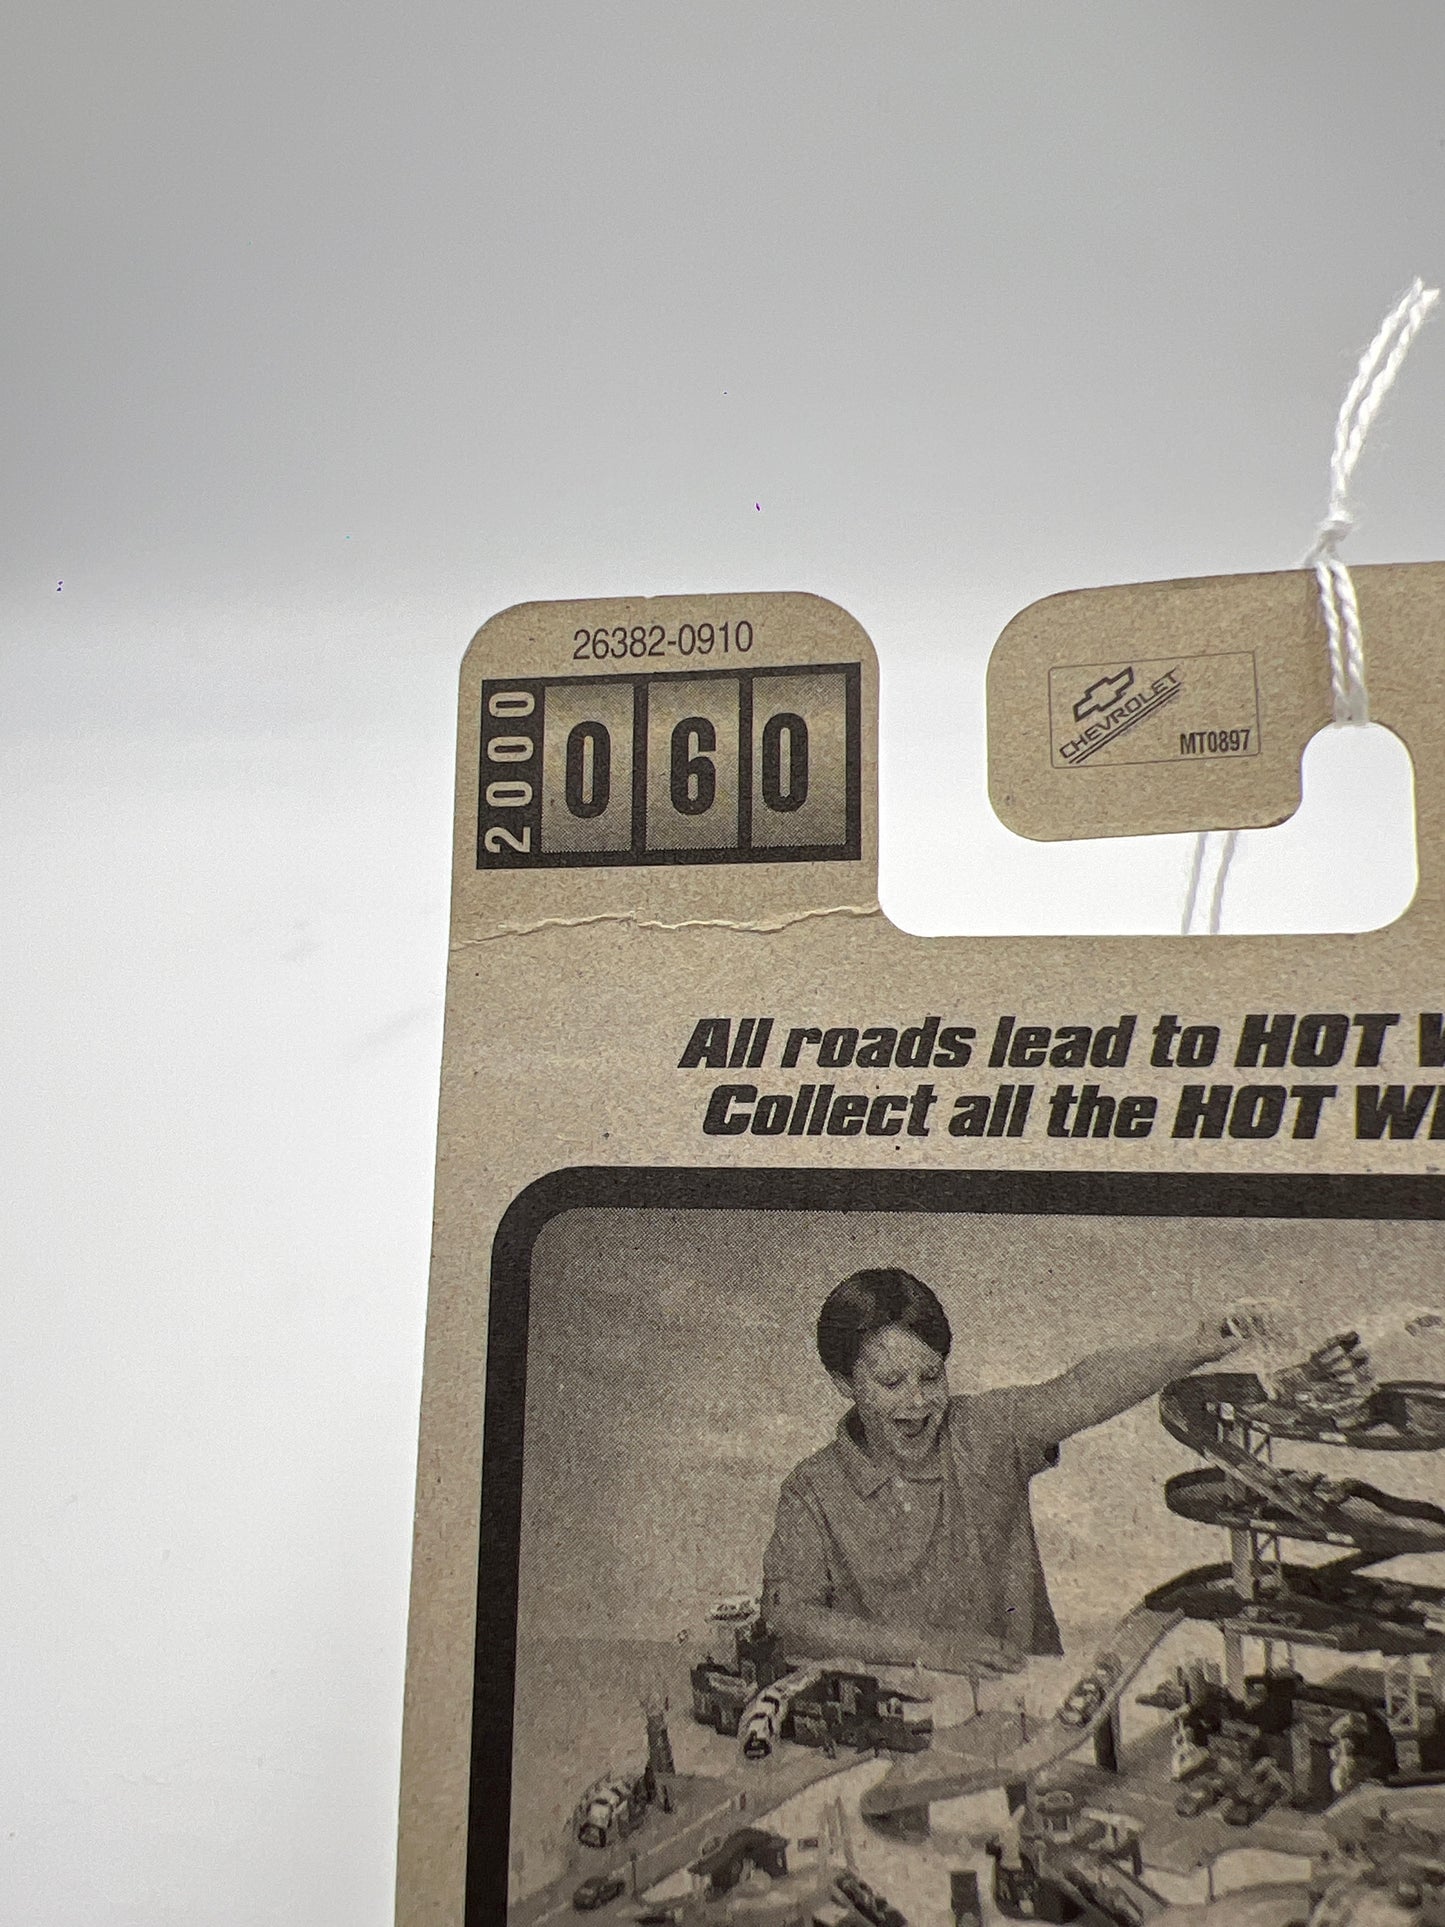 26382-0910
2000
060
CHEVROLET
MT0897
All roads lead to HOT
Collect all the HOT